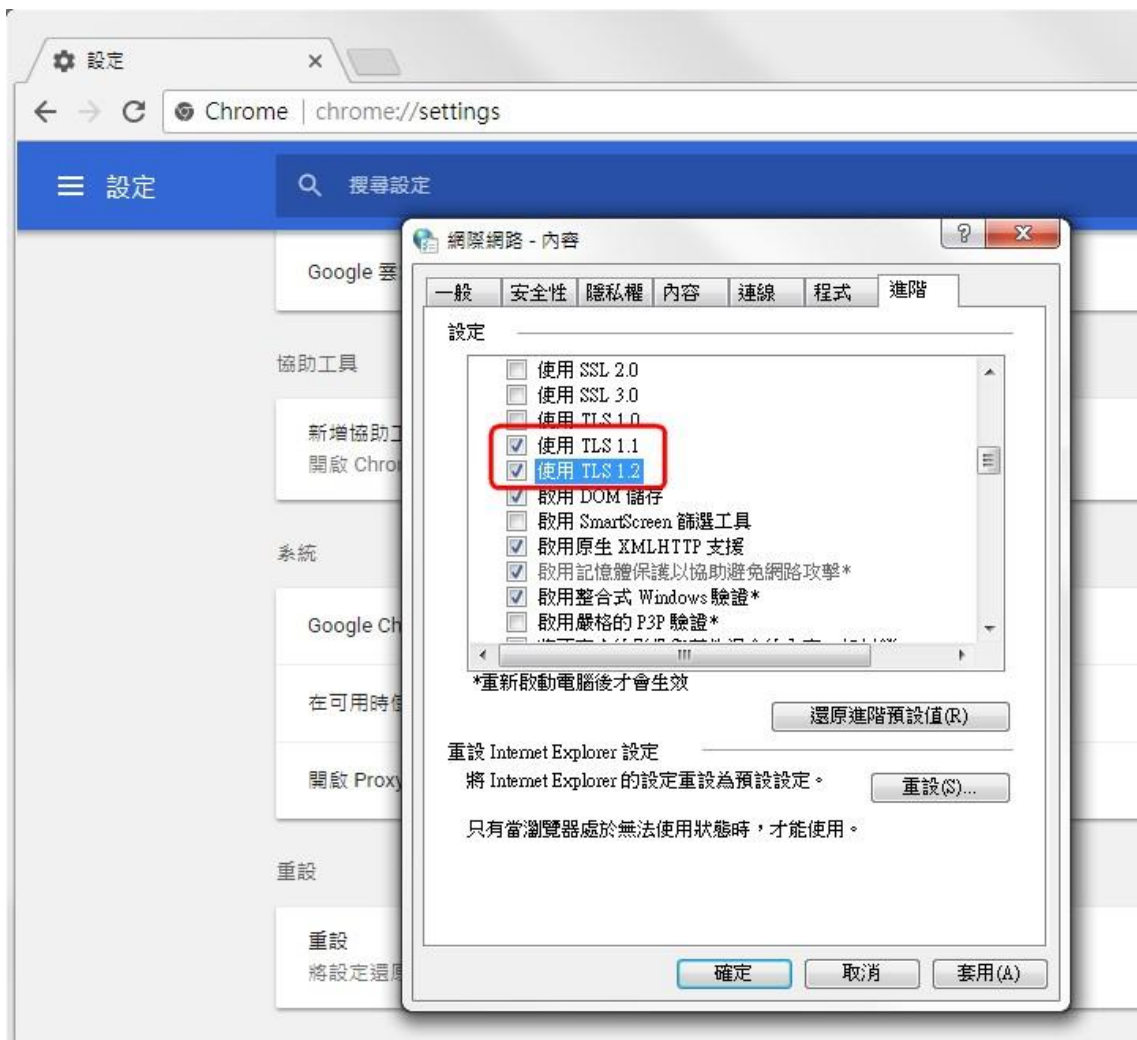 設定
Chrome | chrome://settings
設定
搜尋設定
Google 雲
協助工具
新增協助工
開啟 Chro
系統
Google Ch
在可用時使
開啟 Proxy
重設
重設
將設定還原
網際網路 - 內容
一般 安全性 隱私權 內容 連線 程式 進階
設定
使用 SSL 2.0
使用 SSL 3.0
使用 TLS 1.0
使用 TLS 1.1
使用 TLS 1.2
啟用 DOM 儲存
啟用 SmartScreen 篩選工具
啟用原生 XMLHTTP 支援
啟用記憶體保護以協助避免網路攻擊*
啟用整合式 Windows 驗證*
啟用嚴格的 P3P 驗證*
*重新啟動電腦後才會生效
還原進階預設值(R)
重設 Internet Explorer 設定
將 Internet Explorer 的設定重設為預設設定。
重設(S)...
只有當瀏覽器處於無法使用狀態時，才能使用。
確定 取消 套用(A)